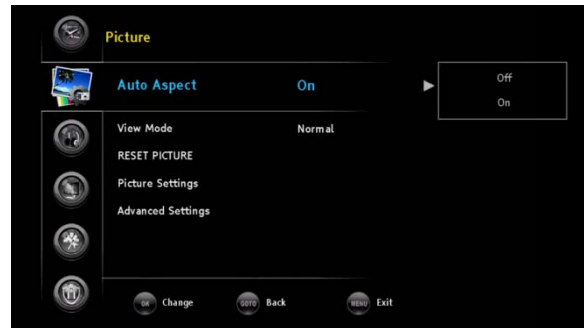 Picture
Auto Aspect On
Off
On
View Mode Normal
RESET PICTURE
Picture Settings
Advanced Settings
OK Change GOTO Back MENU Exit